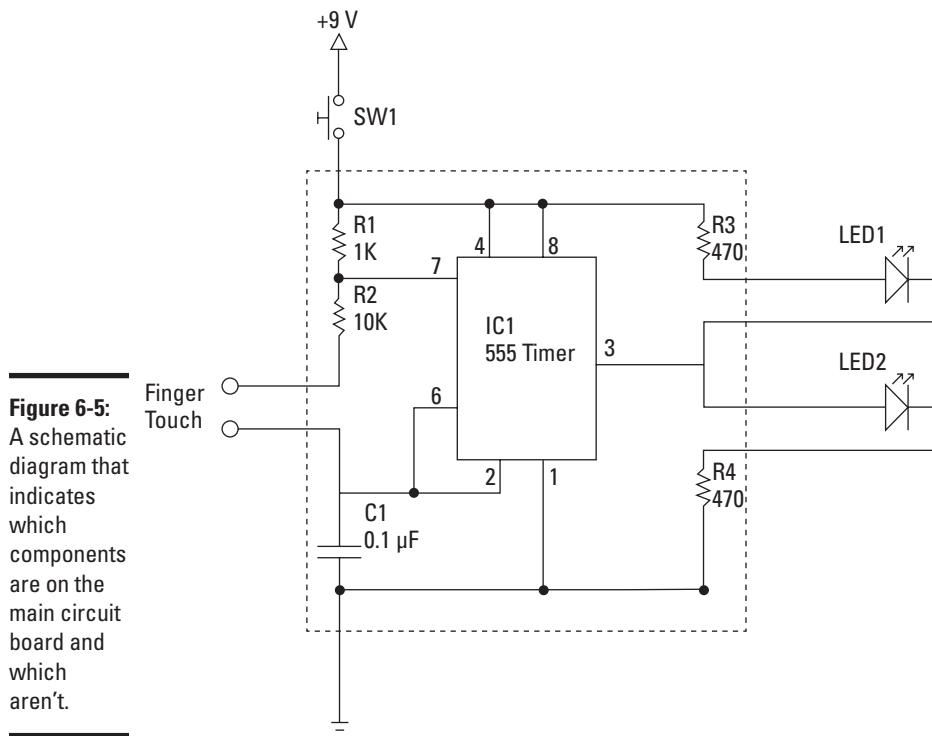 +9 V
SW1
R1
1K
R2
10K
4
8
7
IC1
555 Timer
3
6
2
1
R3
470
LED1
LED2
R4
470
Finger
Touch
C1
0.1 µF
Figure 6-5:
A schematic
diagram that
indicates
which
components
are on the
main circuit
board and
which
aren't.